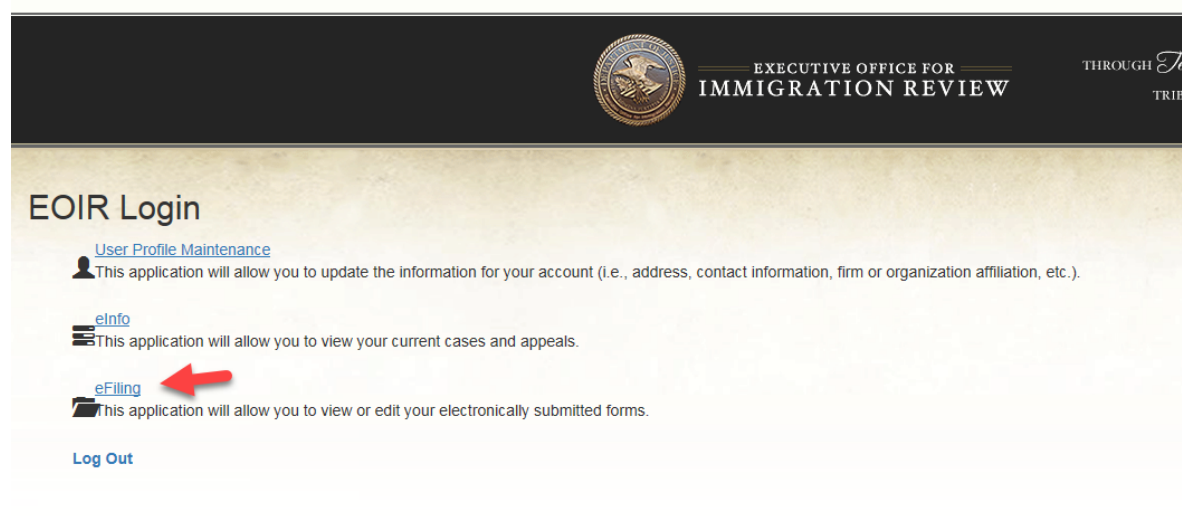 EXECUTIVE OFFICE FOR
IMMIGRATION REVIEW
THROUGH
EOIR Login
User Profile Maintenance
This application will allow you to update the information for your account (i.e., address, contact information, firm or organization affiliation, etc.).
eInfo
This application will allow you to view your current cases and appeals.
eFiling
This application will allow you to view or edit your electronically submitted forms.
Log Out